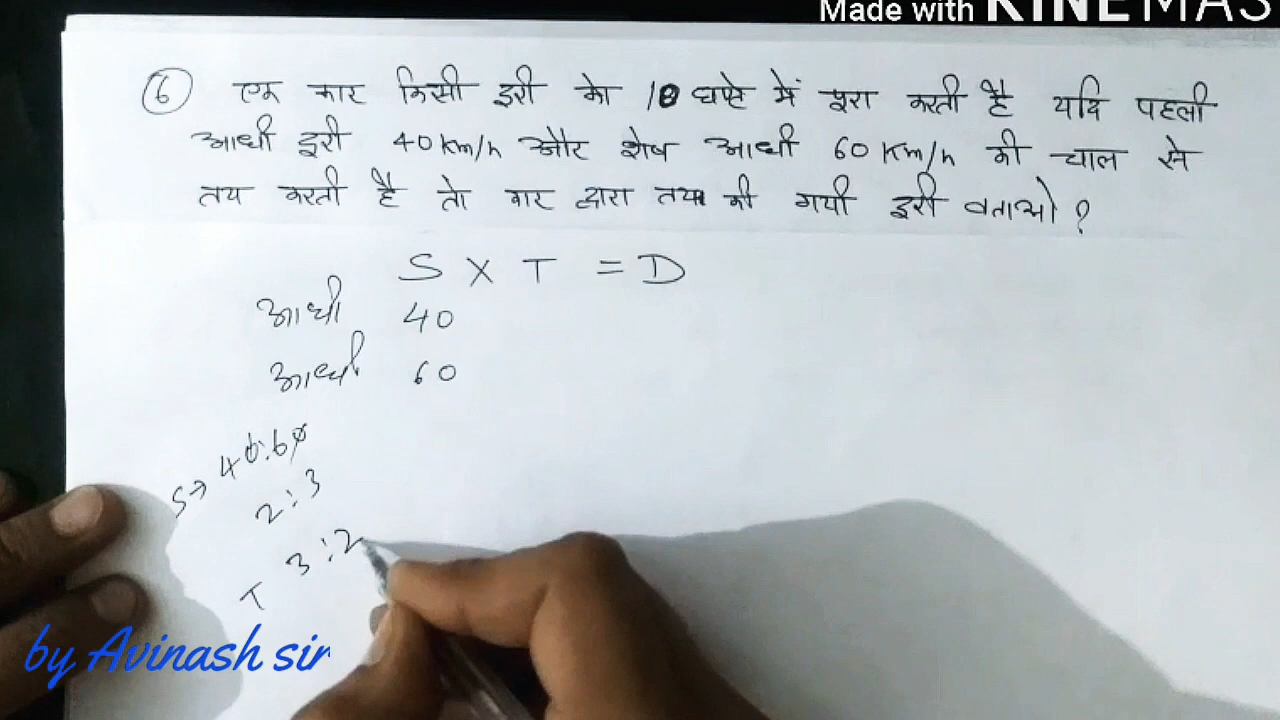 Made with KINEMAS
6 एक कार किसी दूरी को 10 घण्टे में पूरा करती है यदि पहली
आधी दूरी 40 Km/h और शेष आधी 60 Km/h की चाल से
तय करती है तो कार द्वारा तय की गयी दूरी बताओ ?
S X T = D
आधी 40
आधी 60
S→ 40:60
2:3
T 3:2
by Avinash sir